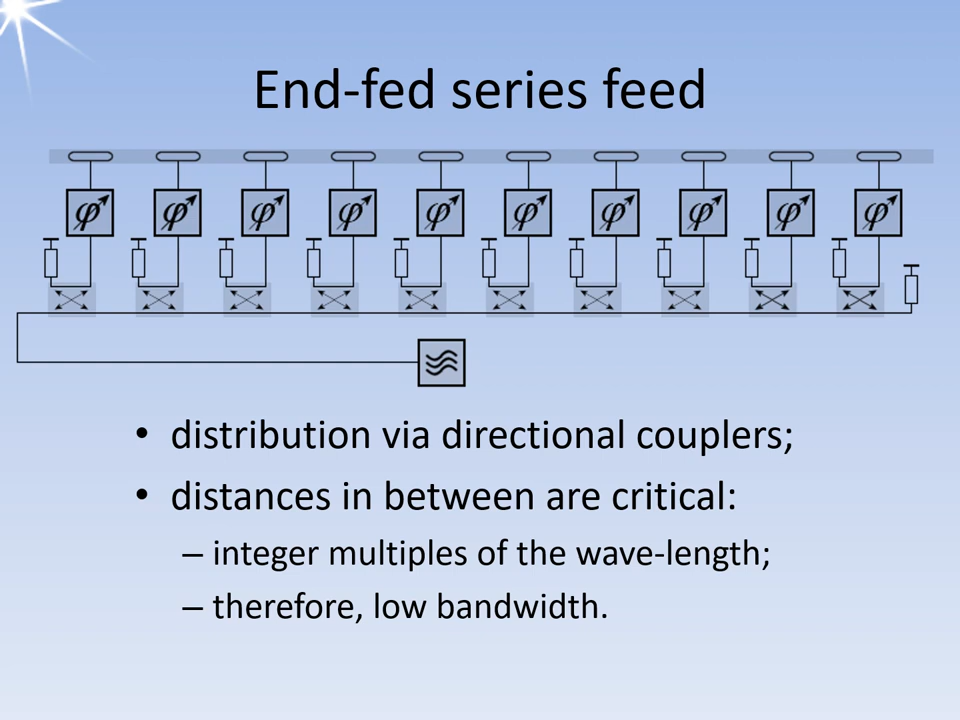 End-fed series feed
φ φ φ φ φ φ φ φ φ φ
• distribution via directional couplers;
• distances in between are critical:
– integer multiples of the wave-length;
– therefore, low bandwidth.